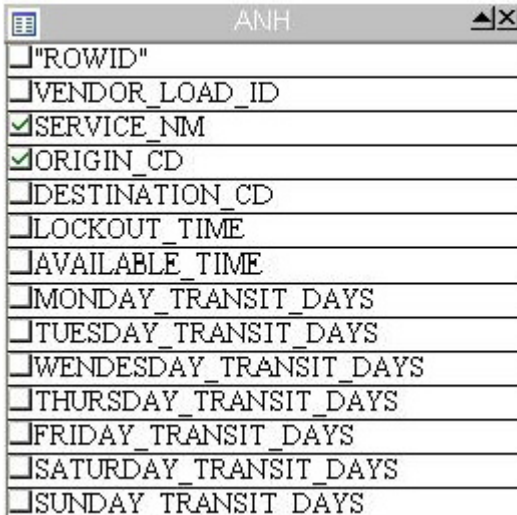 ANH
"ROWID"
VENDOR_LOAD_ID
SERVICE_NM
ORIGIN_CD
DESTINATION_CD
LOCKOUT_TIME
AVAILABLE_TIME
MONDAY_TRANSIT_DAYS
TUESDAY_TRANSIT_DAYS
WENDESDAY_TRANSIT_DAYS
THURSDAY_TRANSIT_DAYS
FRIDAY_TRANSIT_DAYS
SATURDAY_TRANSIT_DAYS
SUNDAY_TRANSIT_DAYS